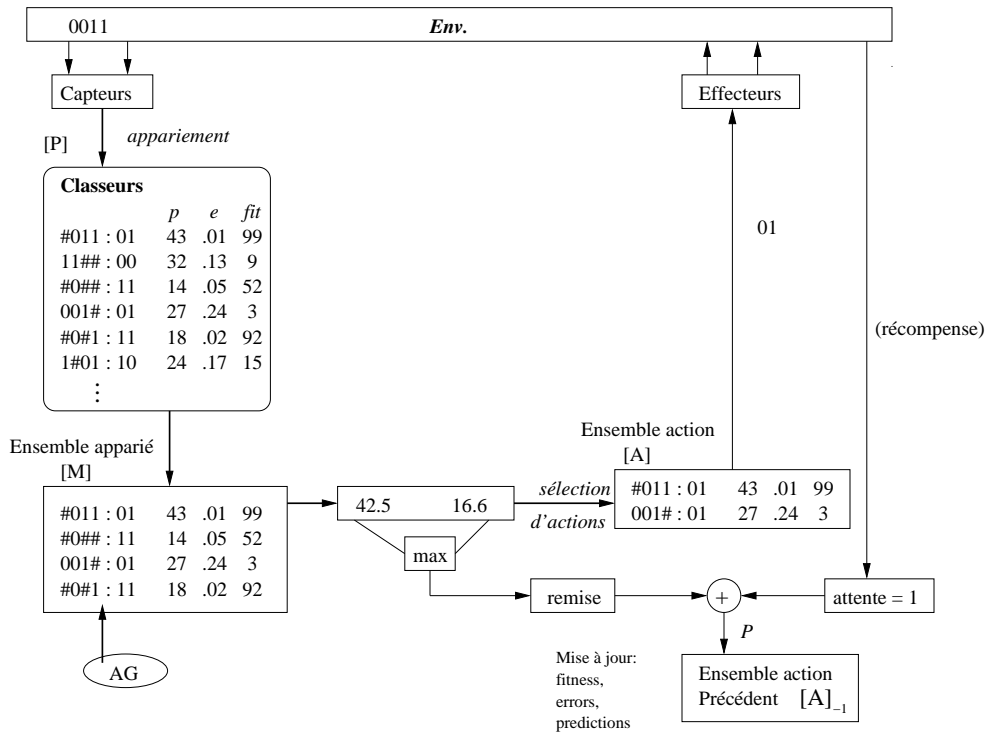 0011 Env.
Capteurs
Effecteurs
[P]
appariement
Classeurs
p e fit
#011 : 01 43 .01 99
11## : 00 32 .13 9
#0## : 11 14 .05 52
001# : 01 27 .24 3
#0#1 : 11 18 .02 92
1#01 : 10 24 .17 15
⋮
01
(récompense)
Ensemble apparié
[M]
#011 : 01 43 .01 99
#0## : 11 14 .05 52
001# : 01 27 .24 3
#0#1 : 11 18 .02 92
AG
42.5 16.6
max
sélection
d'actions
Ensemble action
[A]
#011 : 01 43 .01 99
001# : 01 27 .24 3
remise
+
attente = 1
P
Mise à jour:
fitness,
errors,
predictions
Ensemble action
Précédent [A]₋₁